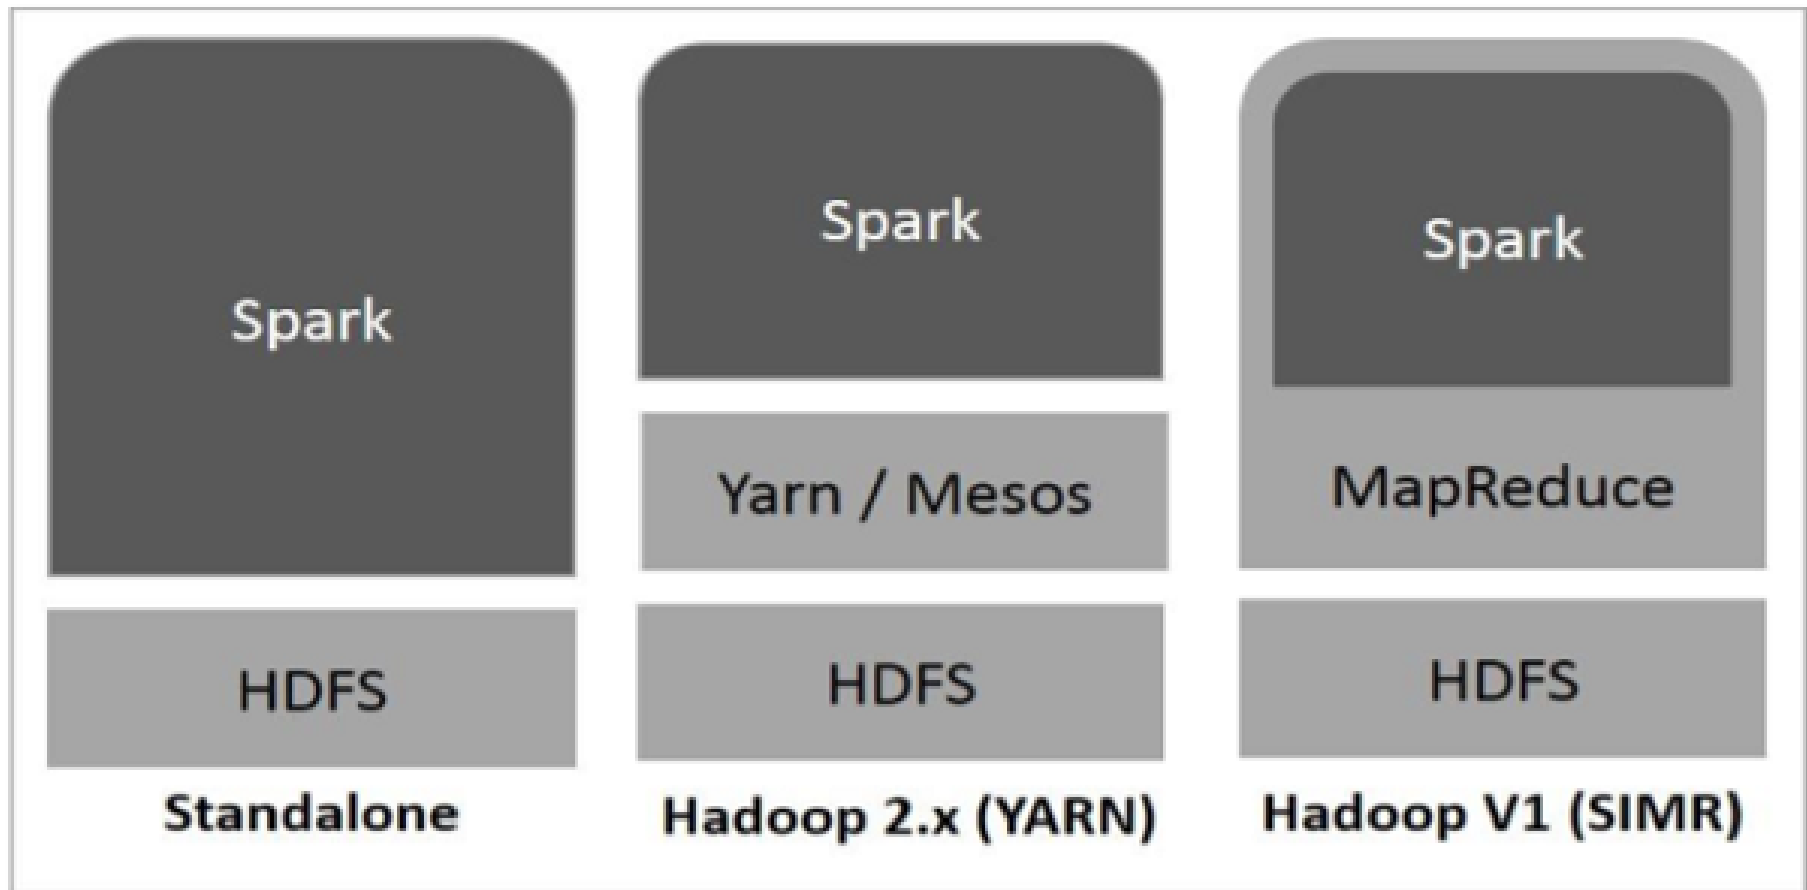 Spark
HDFS
Standalone
Spark
Yarn / Mesos
HDFS
Hadoop 2.x (YARN)
Spark
MapReduce
HDFS
Hadoop V1 (SIMR)